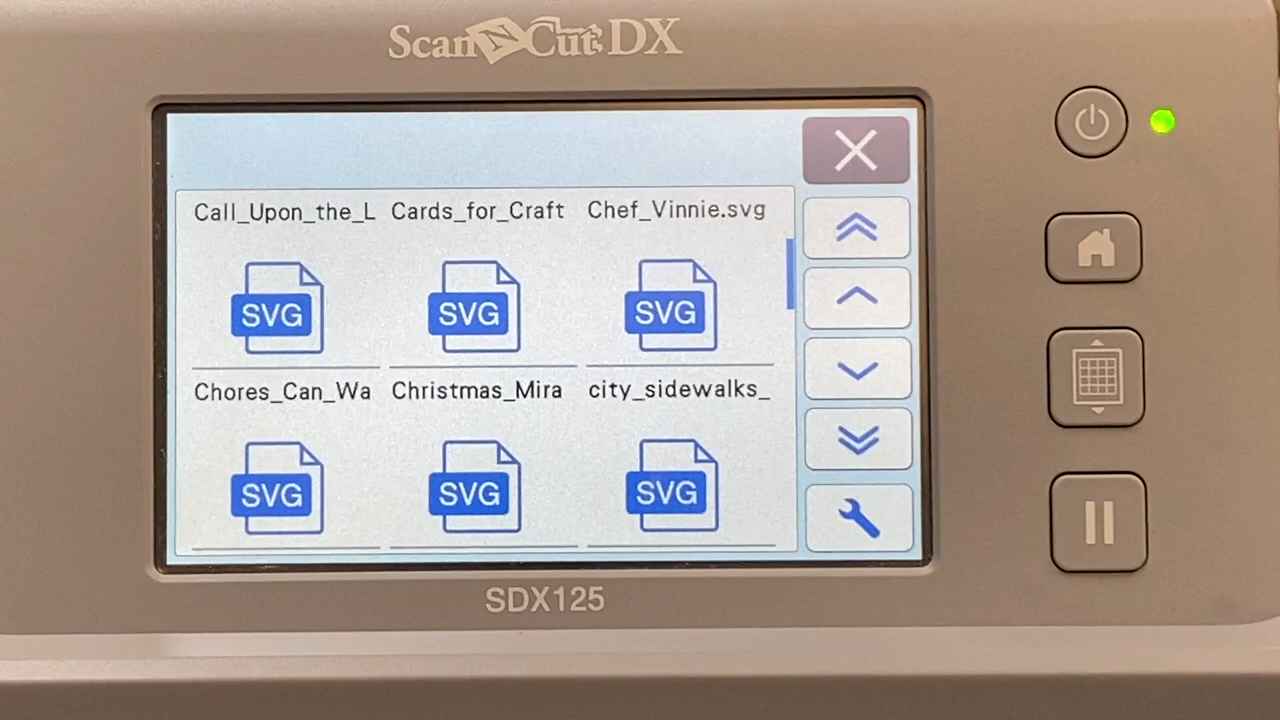 ScanNCut DX
Call_Upon_the_L Cards_for_Craft Chef_Vinnie.svg
SVG SVG SVG
Chores_Can_Wa Christmas_Mira city_sidewalks_
SVG SVG SVG
SDX125